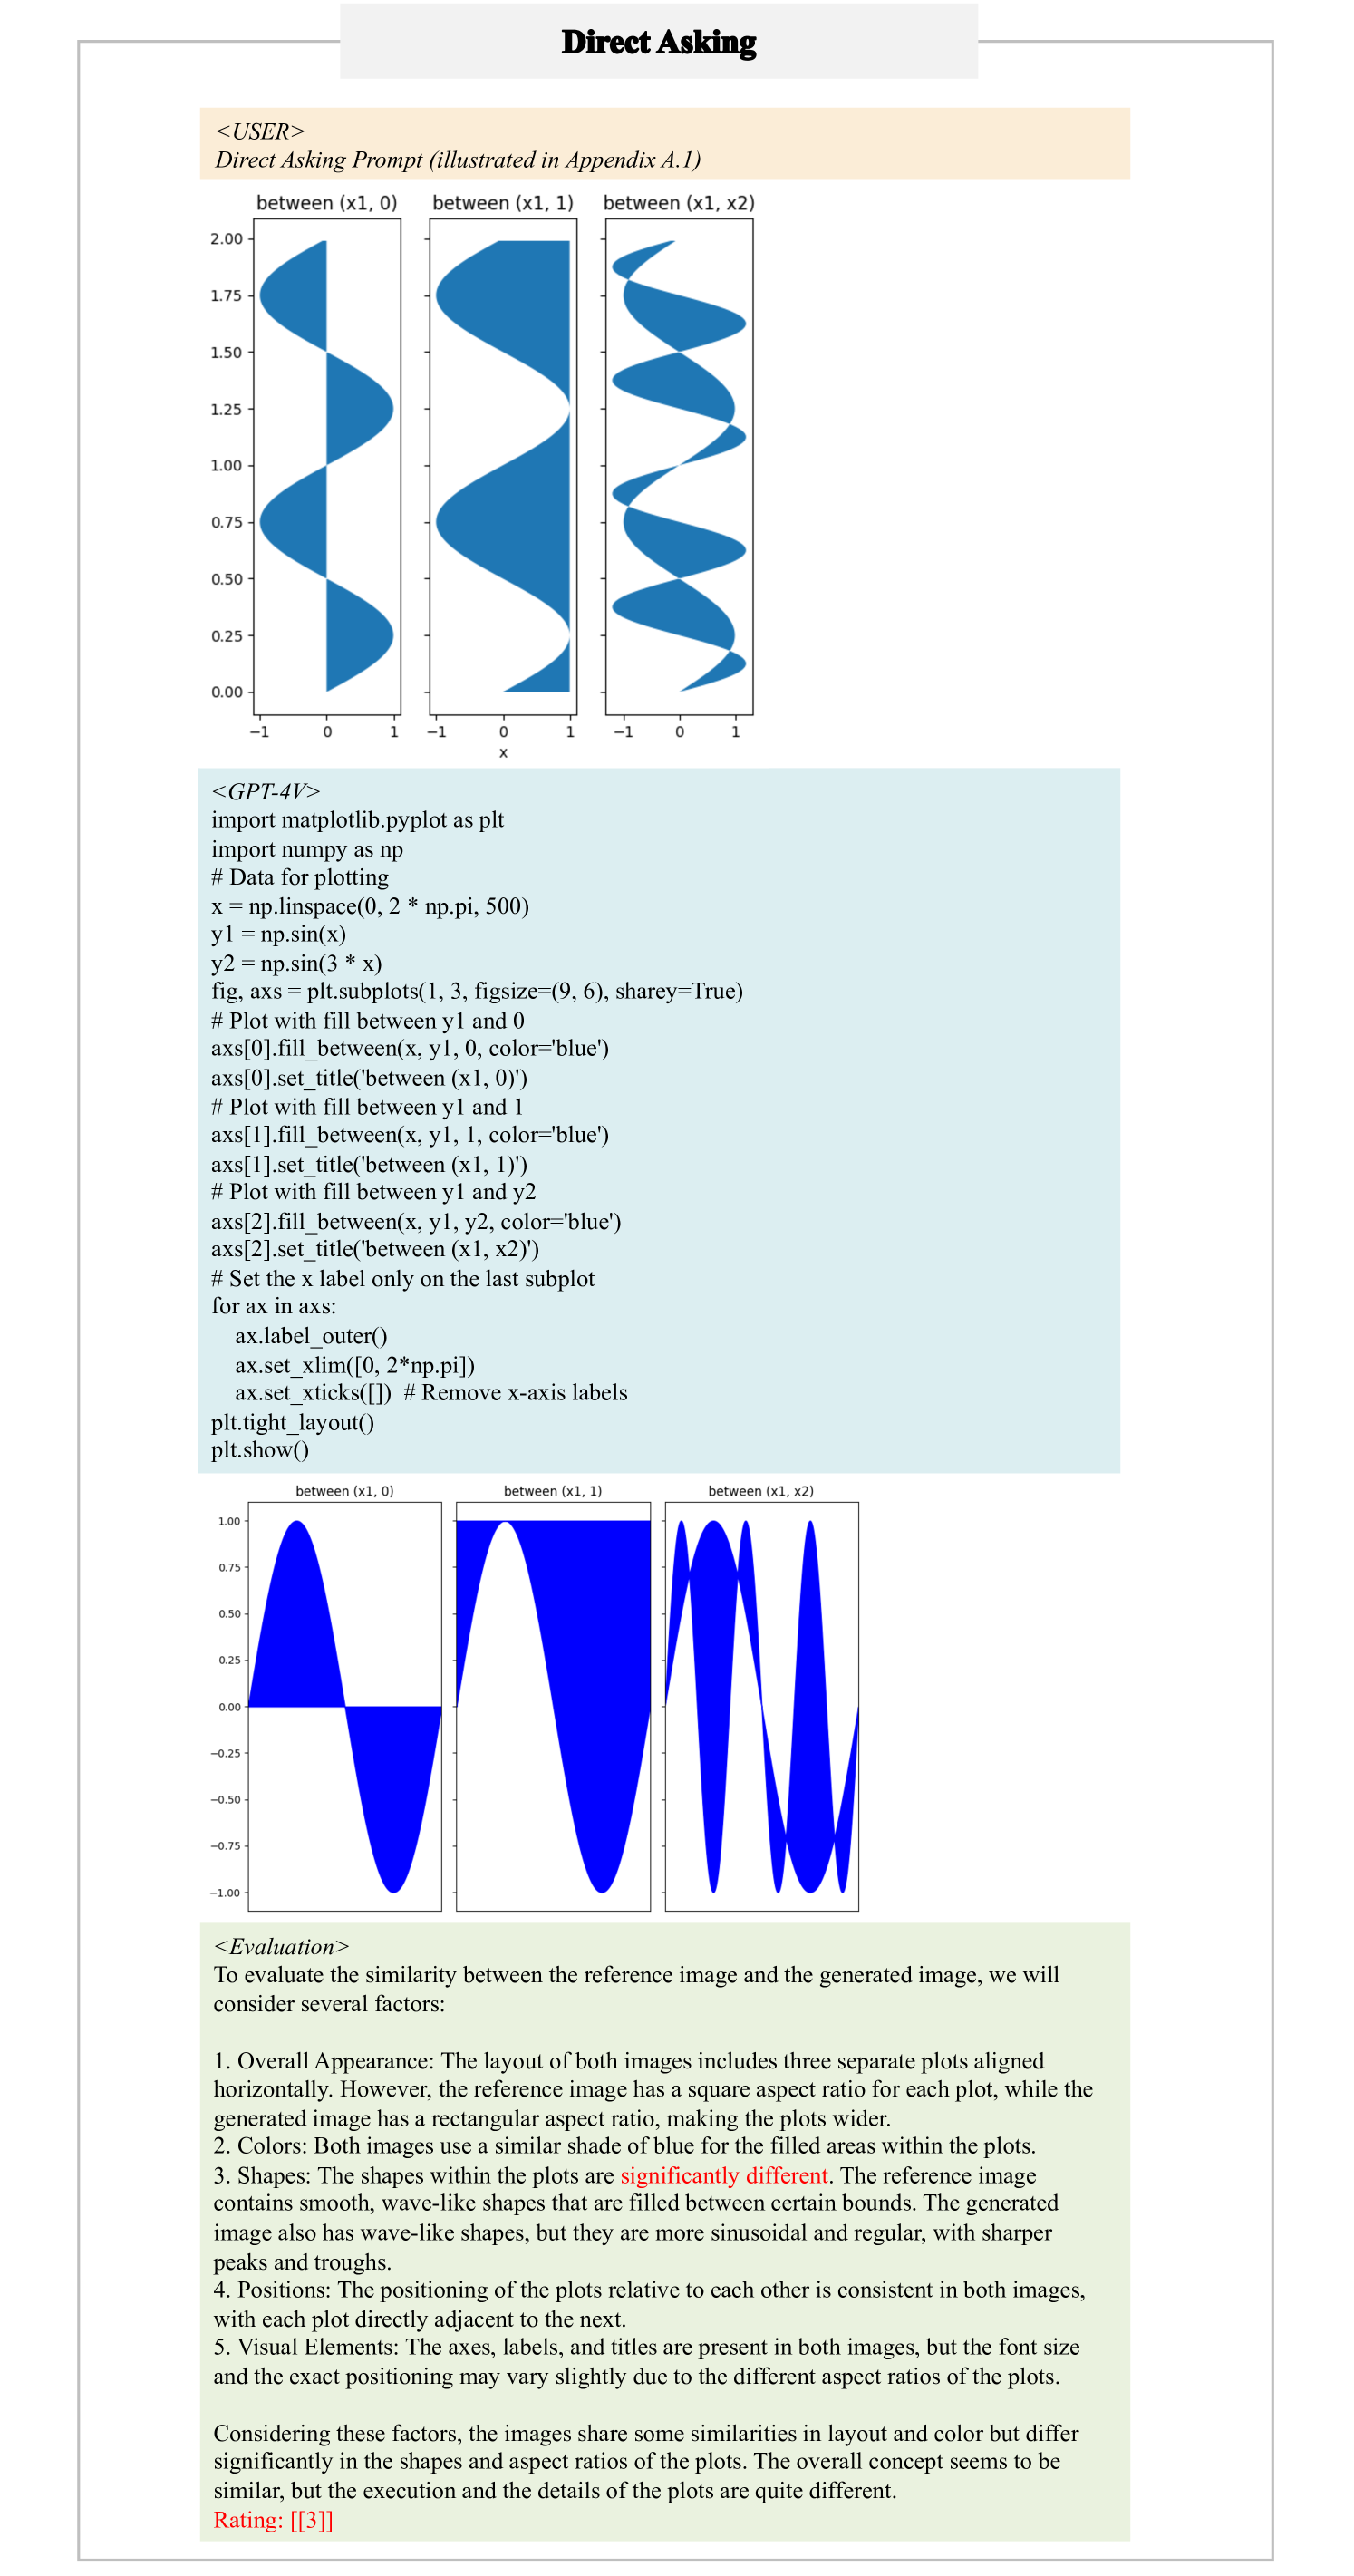 Direct Asking
<USER>
Direct Asking Prompt (illustrated in Appendix A.1)
between (x1, 0) between (x1, 1) between (x1, x2)
2.00
1.75
1.50
1.25
1.00
0.75
0.50
0.25
0.00
−1 0 1 −1 0 1 −1 0 1
x
<GPT-4V>
import matplotlib.pyplot as plt
import numpy as np
# Data for plotting
x = np.linspace(0, 2 * np.pi, 500)
y1 = np.sin(x)
y2 = np.sin(3 * x)
fig, axs = plt.subplots(1, 3, figsize=(9, 6), sharey=True)
# Plot with fill between y1 and 0
axs[0].fill_between(x, y1, 0, color='blue')
axs[0].set_title('between (x1, 0)')
# Plot with fill between y1 and 1
axs[1].fill_between(x, y1, 1, color='blue')
axs[1].set_title('between (x1, 1)')
# Plot with fill between y1 and y2
axs[2].fill_between(x, y1, y2, color='blue')
axs[2].set_title('between (x1, x2)')
# Set the x label only on the last subplot
for ax in axs:
    ax.label_outer()
    ax.set_xlim([0, 2*np.pi])
    ax.set_xticks([])  # Remove x-axis labels
plt.tight_layout()
plt.show()
between (x1, 0) between (x1, 1) between (x1, x2)
1.00
0.75
0.50
0.25
0.00
−0.25
−0.50
−0.75
−1.00
<Evaluation>
To evaluate the similarity between the reference image and the generated image, we will
consider several factors:
1. Overall Appearance: The layout of both images includes three separate plots aligned
horizontally. However, the reference image has a square aspect ratio for each plot, while the
generated image has a rectangular aspect ratio, making the plots wider.
2. Colors: Both images use a similar shade of blue for the filled areas within the plots.
3. Shapes: The shapes within the plots are significantly different. The reference image
contains smooth, wave-like shapes that are filled between certain bounds. The generated
image also has wave-like shapes, but they are more sinusoidal and regular, with sharper
peaks and troughs.
4. Positions: The positioning of the plots relative to each other is consistent in both images,
with each plot directly adjacent to the next.
5. Visual Elements: The axes, labels, and titles are present in both images, but the font size
and the exact positioning may vary slightly due to the different aspect ratios of the plots.
Considering these factors, the images share some similarities in layout and color but differ
significantly in the shapes and aspect ratios of the plots. The overall concept seems to be
similar, but the execution and the details of the plots are quite different.
Rating: [[3]]